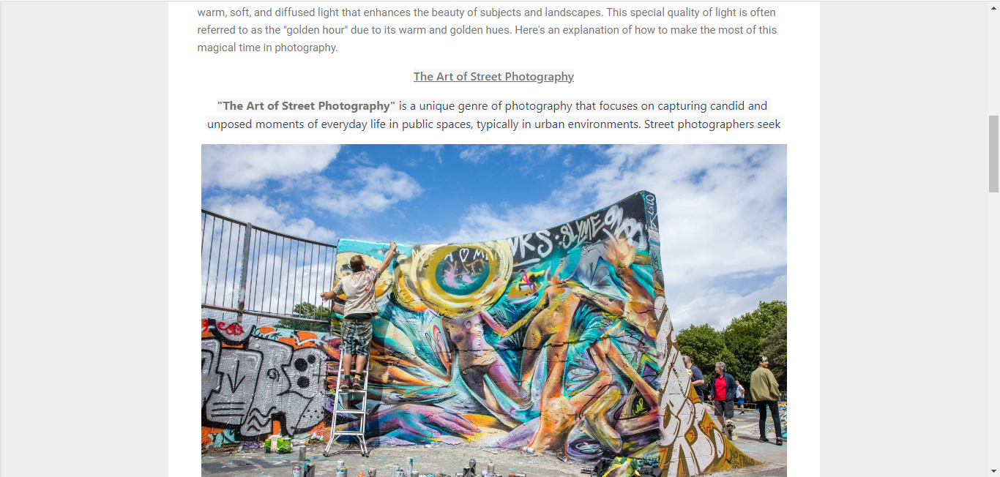 warm, soft, and diffused light that enhances the beauty of subjects and landscapes. This special quality of light is often
referred to as the "golden hour" due to its warm and golden hues. Here's an explanation of how to make the most of this
magical time in photography.
The Art of Street Photography
"The Art of Street Photography" is a unique genre of photography that focuses on capturing candid and
unposed moments of everyday life in public spaces, typically in urban environments. Street photographers seek
SLYME